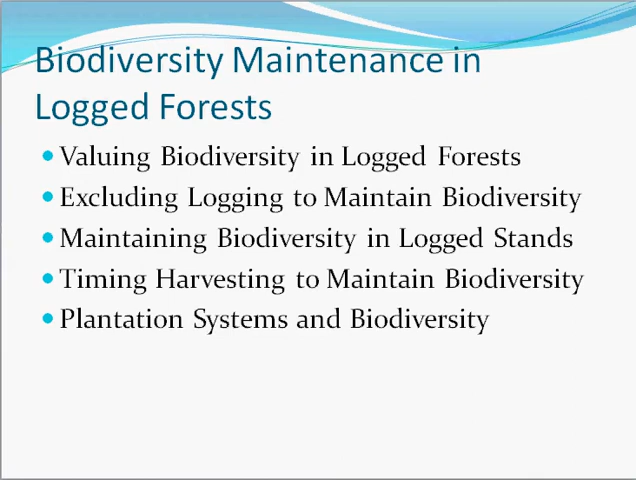 Biodiversity Maintenance in
Logged Forests
Valuing Biodiversity in Logged Forests
Excluding Logging to Maintain Biodiversity
Maintaining Biodiversity in Logged Stands
Timing Harvesting to Maintain Biodiversity
Plantation Systems and Biodiversity